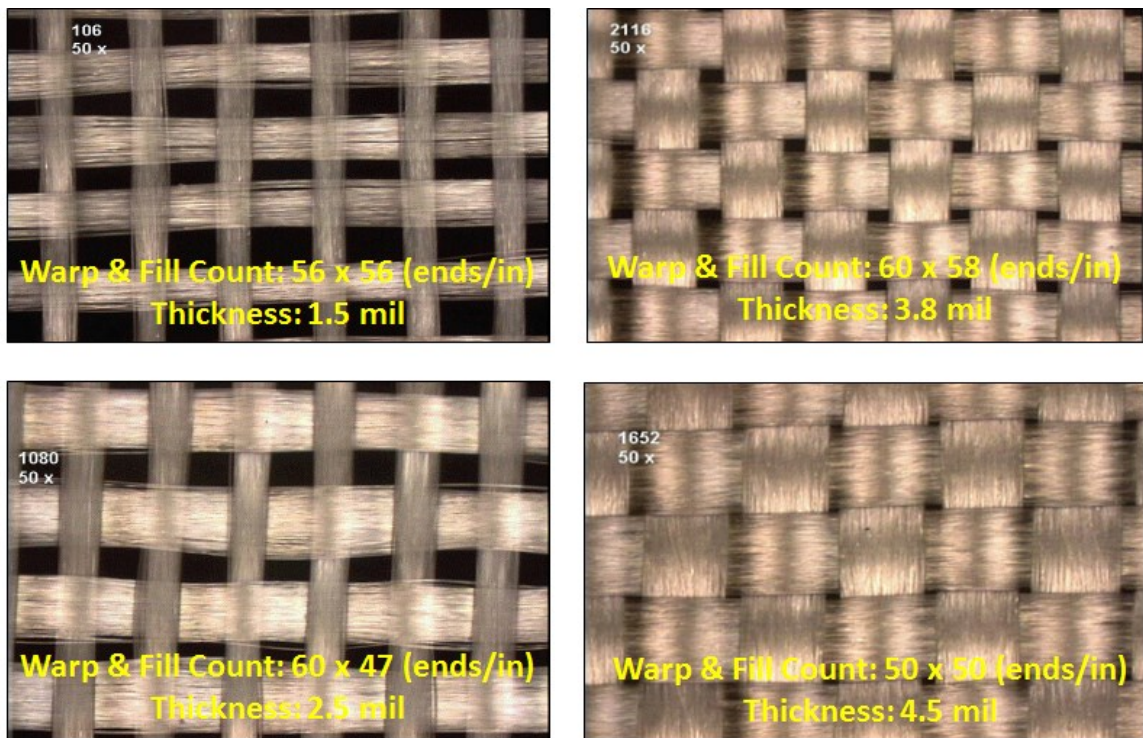 106
50 x
Warp & Fill Count: 56 x 56 (ends/in)
Thickness: 1.5 mil
2116
50 x
Warp & Fill Count: 60 x 58 (ends/in)
Thickness: 3.8 mil
1080
50 x
Warp & Fill Count: 60 x 47 (ends/in)
Thickness: 2.5 mil
1652
50 x
Warp & Fill Count: 50 x 50 (ends/in)
Thickness: 4.5 mil